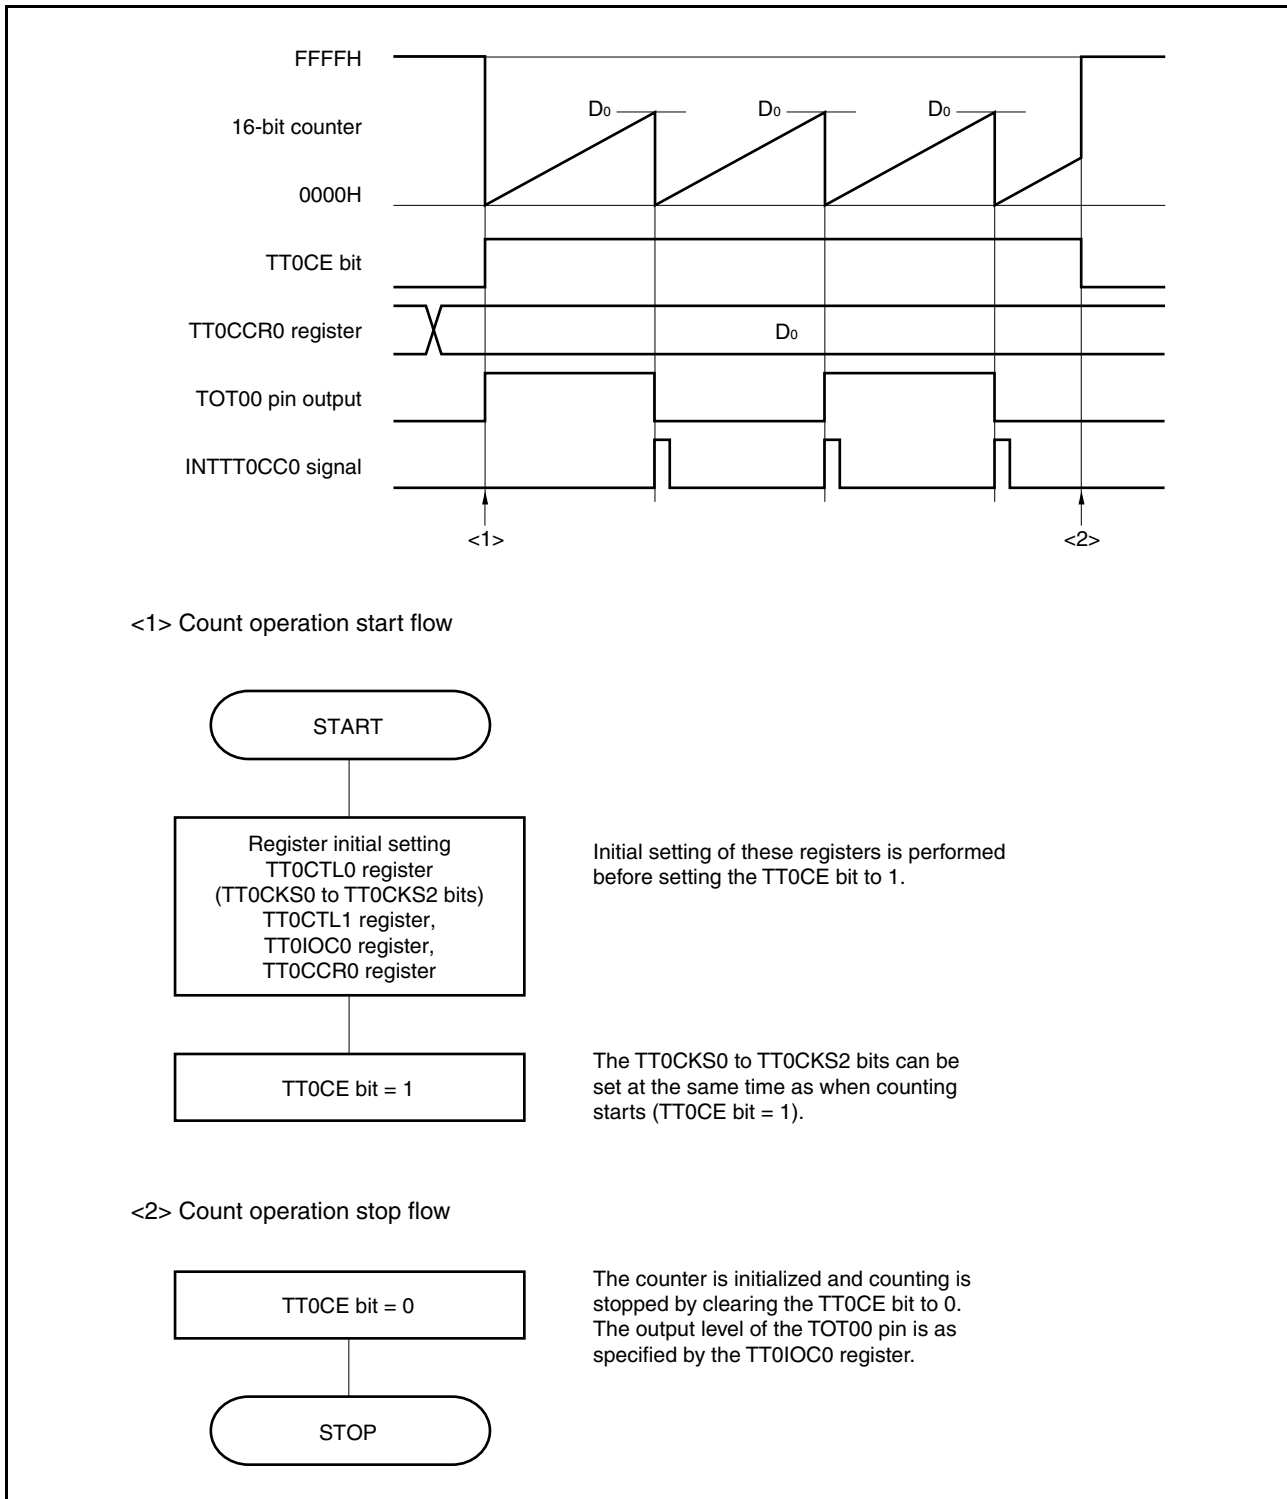 FFFFH
D0 D0 D0
16-bit counter
0000H
TT0CE bit
TT0CCR0 register
D0
TOT00 pin output
INTTT0CC0 signal
<1> <2>
<1> Count operation start flow
START
Register initial setting
TT0CTL0 register
(TT0CKS0 to TT0CKS2 bits)
TT0CTL1 register,
TT0IOC0 register,
TT0CCR0 register
Initial setting of these registers is performed
before setting the TT0CE bit to 1.
TT0CE bit = 1
The TT0CKS0 to TT0CKS2 bits can be
set at the same time as when counting
starts (TT0CE bit = 1).
<2> Count operation stop flow
TT0CE bit = 0
The counter is initialized and counting is
stopped by clearing the TT0CE bit to 0.
The output level of the TOT00 pin is as
specified by the TT0IOC0 register.
STOP